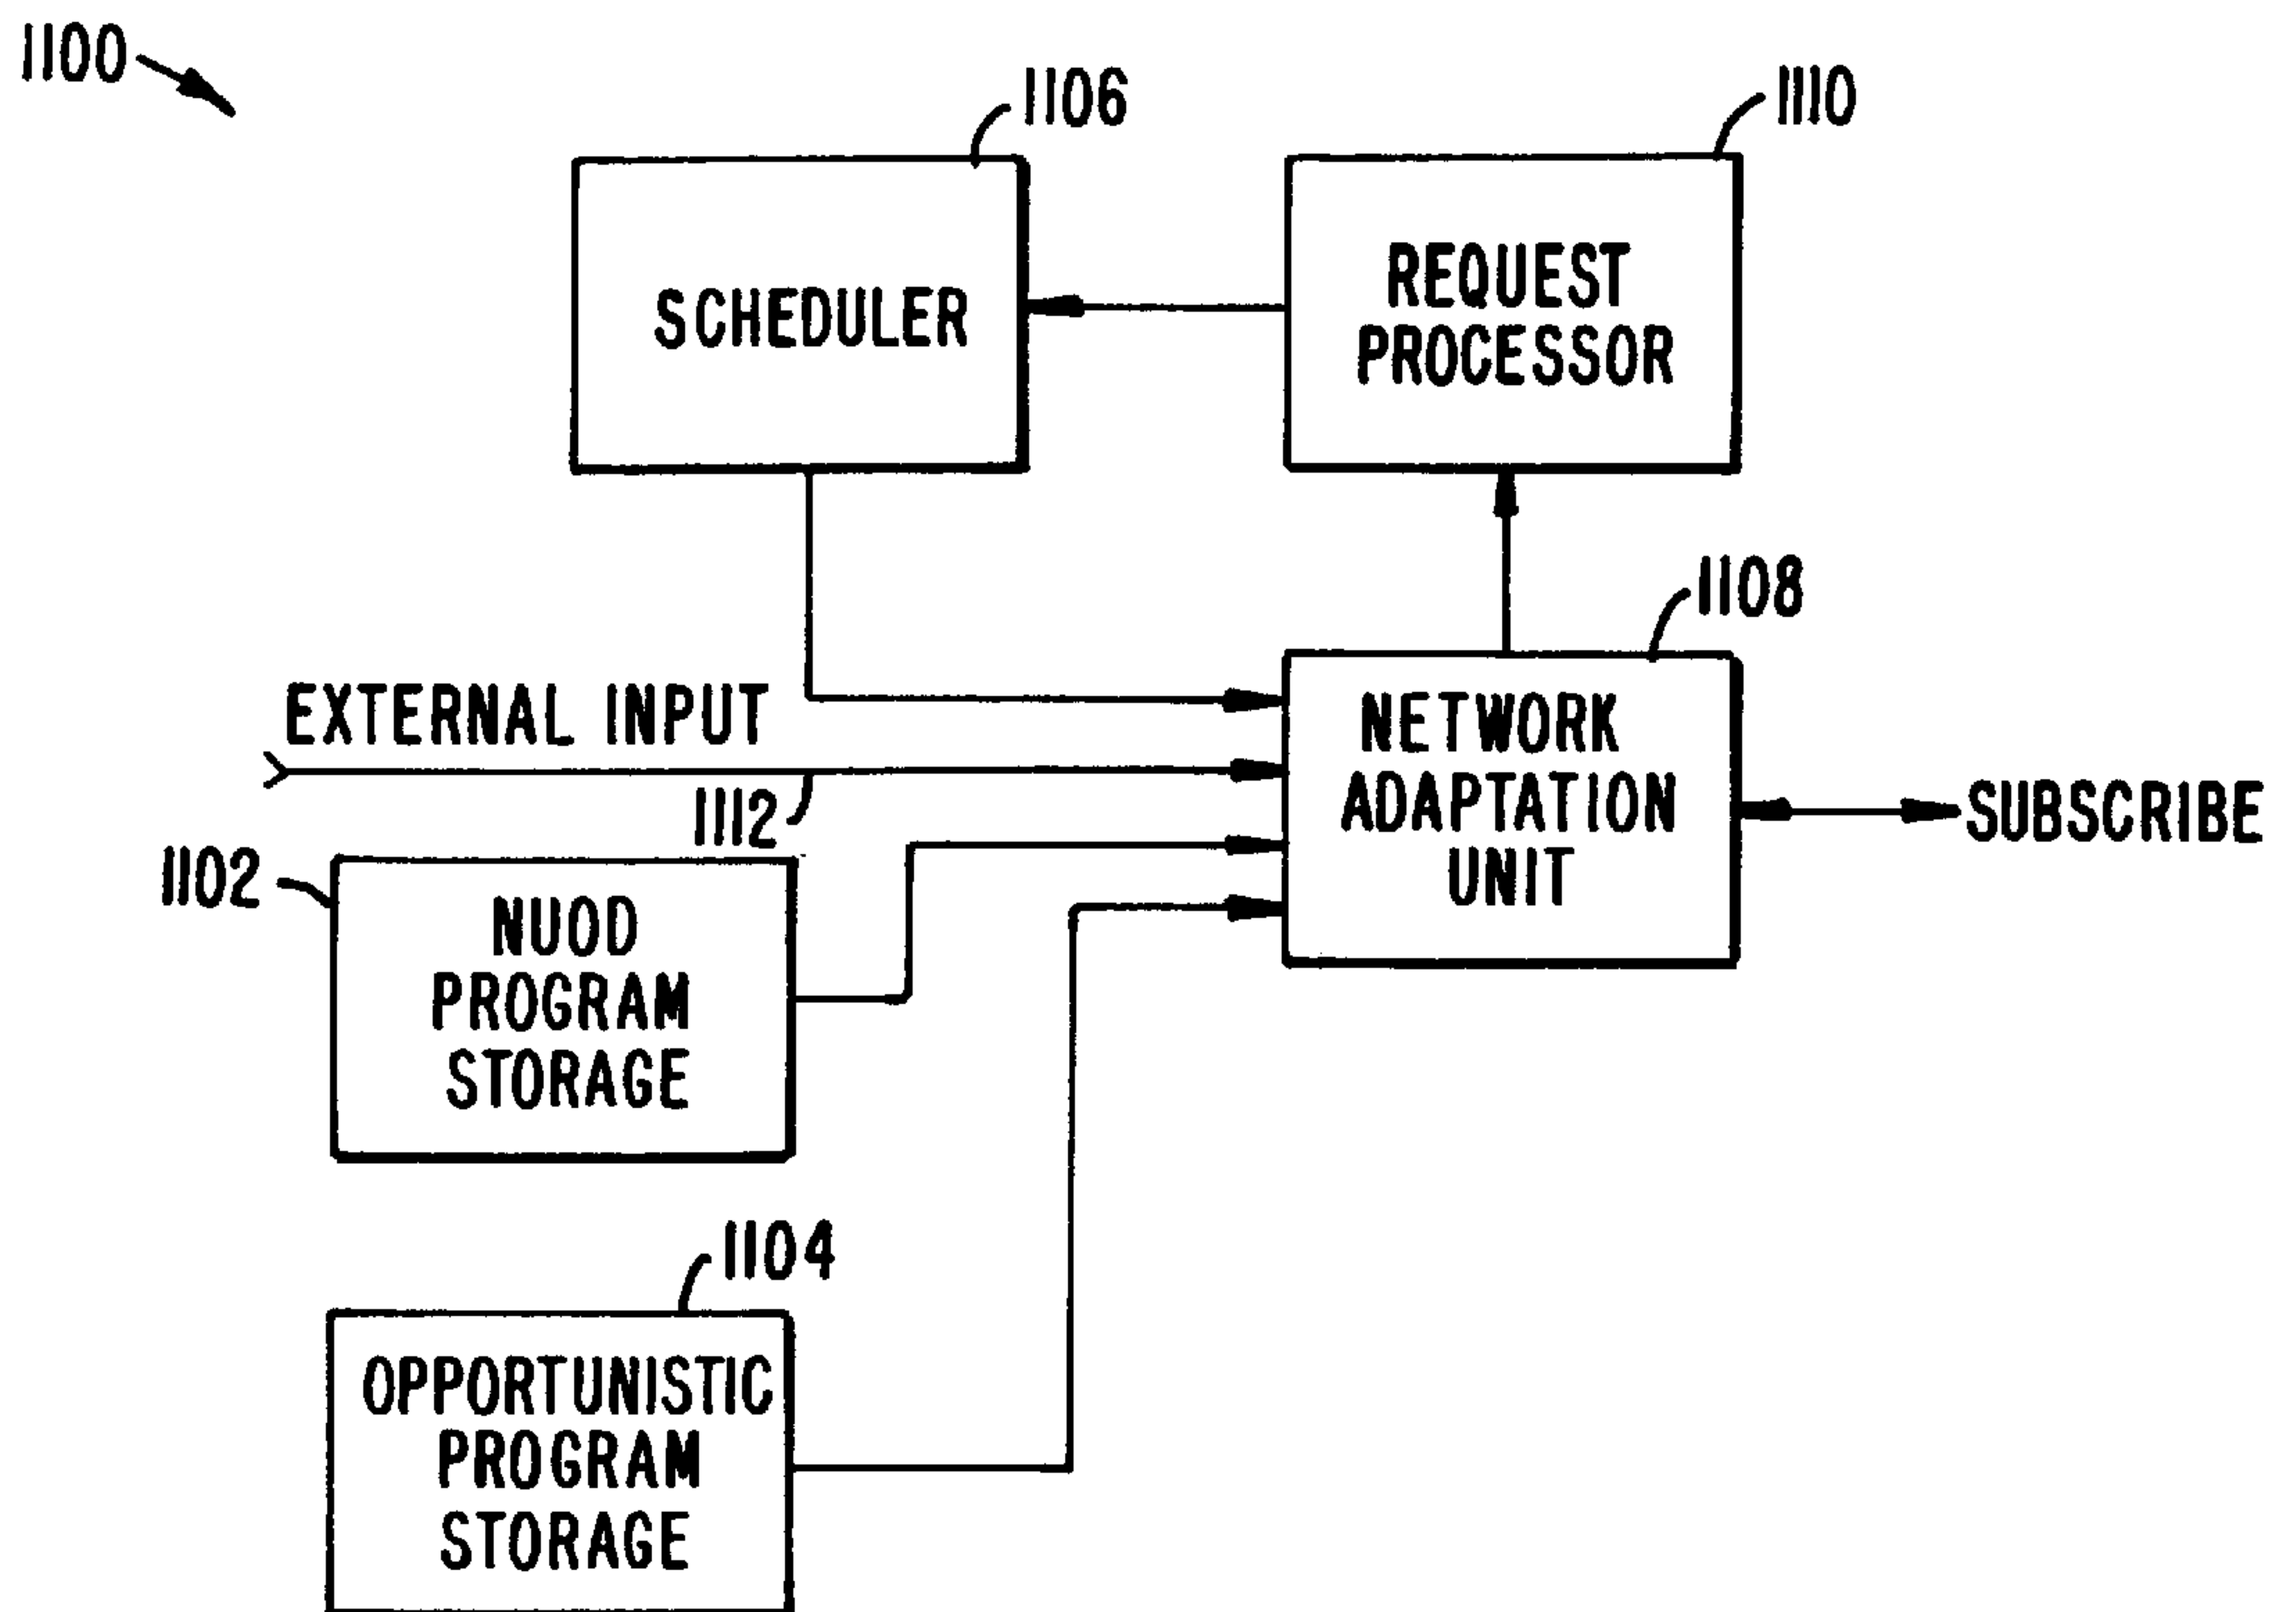 1100
1106
1110
SCHEDULER
REQUEST
PROCESSOR
1108
EXTERNAL INPUT
1112
NETWORK
ADAPTATION
UNIT
SUBSCRIBE
1102
NUOD
PROGRAM
STORAGE
1104
OPPORTUNISTIC
PROGRAM
STORAGE